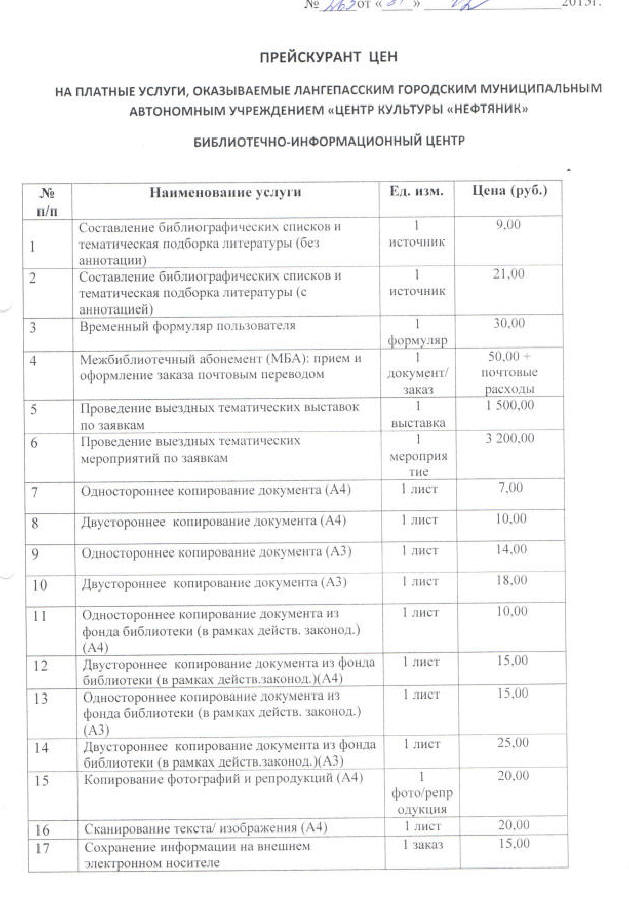 № 263 от « » 2013г.
ПРЕЙСКУРАНТ ЦЕН
НА ПЛАТНЫЕ УСЛУГИ, ОКАЗЫВАЕМЫЕ ЛАНГЕПАССКИМ ГОРОДСКИМ МУНИЦИПАЛЬНЫМ
АВТОНОМНЫМ УЧРЕЖДЕНИЕМ «ЦЕНТР КУЛЬТУРЫ «НЕФТЯНИК»
БИБЛИОТЕЧНО-ИНФОРМАЦИОННЫЙ ЦЕНТР
№ Наименование услуги Ед. изм. Цена (руб.)
п/п
Составление библиографических списков и 1 9,00
1 тематическая подборка литературы (без источник
аннотации)
2 Составление библиографических списков и 1 21,00
тематическая подборка литературы (с источник
аннотацией)
3 Временный формуляр пользователя 1 30,00
формуляр
4 Межбиблиотечный абонемент (МБА): прием и 1 50,00 +
оформление заказа почтовым переводом документ/ почтовые
заказ расходы
5 Проведение выездных тематических выставок 1 1 500,00
по заявкам выставка
6 Проведение выездных тематических 1 3 200,00
мероприятий по заявкам мероприя
тие
7 Одностороннее копирование документа (А4) 1 лист 7,00
8 Двустороннее копирование документа (А4) 1 лист 10,00
9 Одностороннее копирование документа (А3) 1 лист 14,00
10 Двустороннее копирование документа (А3) 1 лист 18,00
11 Одностороннее копирование документа из 1 лист 10,00
фонда библиотеки (в рамках действ. законод.)
(А4)
12 Двустороннее копирование документа из фонда 1 лист 15,00
библиотеки (в рамках действ.законод.)(А4)
13 Одностороннее копирование документа из 1 лист 15,00
фонда библиотеки (в рамках действ. законод.)
(А3)
14 Двустороннее копирование документа из фонда 1 лист 25,00
библиотеки (в рамках действ.законод.)(А3)
15 Копирование фотографий и репродукций (А4) 1 20,00
фото/репр
одукция
16 Сканирование текста/ изображения (А4) 1 лист 20,00
17 Сохранение информации на внешнем 1 заказ 15,00
электронном носителе